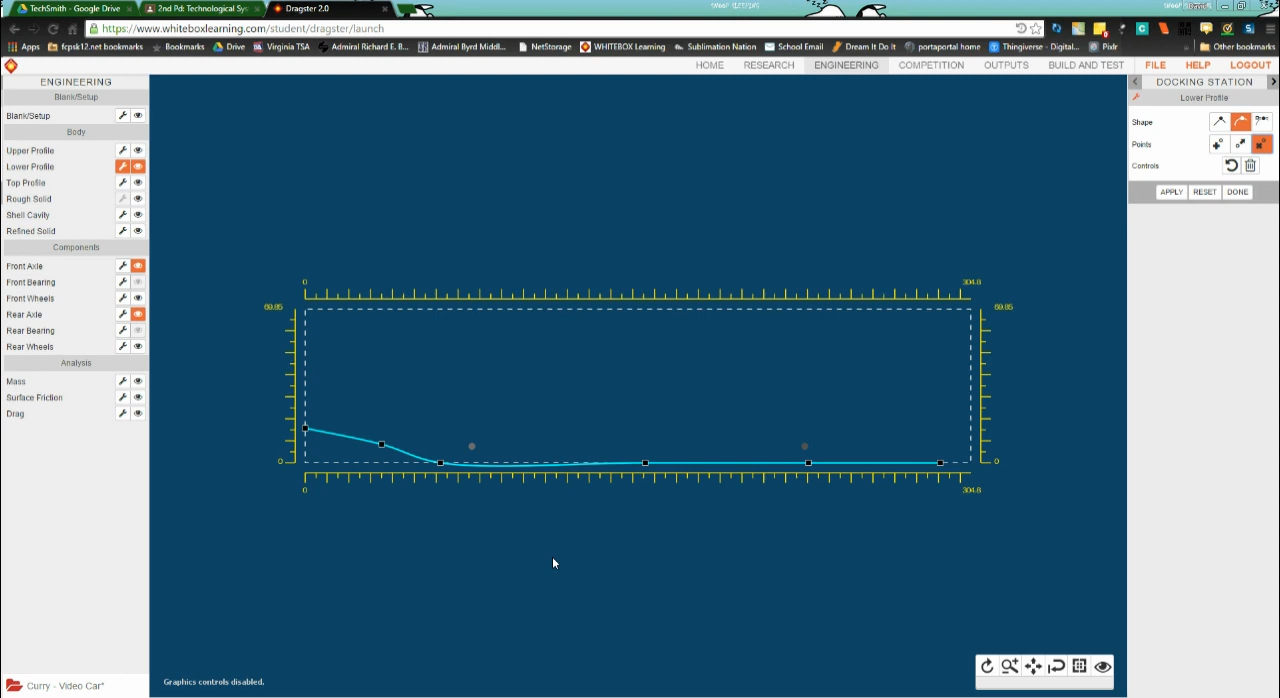 TechSmith - Google Drive
2nd Pd: Technological Sys
Dragster 2.0
https://www.whiteboxlearning.com/student/dragster/launch
Apps
fcpsk12.net bookmarks
Bookmarks
Drive
Virginia TSA
Admiral Richard E. B...
Admiral Byrd Middl...
NetStorage
WHITEBOX Learning
Sublimation Nation
School Email
Dream It Do It
portaportal home
Thingiverse - Digital...
Pixlr
Other bookmarks
HOME
RESEARCH
ENGINEERING
COMPETITION
OUTPUTS
BUILD AND TEST
FILE
HELP
LOGOUT
ENGINEERING
Blank/Setup
Blank/Setup
Body
Upper Profile
Lower Profile
Top Profile
Rough Solid
Shell Cavity
Refined Solid
Components
Front Axle
Front Bearing
Front Wheels
Rear Axle
Rear Bearing
Rear Wheels
Analysis
Mass
Surface Friction
Drag
Curry - Video Car*
0
304.8
69.85
69.85
0
0
0
304.8
Graphics controls disabled.
DOCKING STATION
Lower Profile
Shape
Points
Controls
APPLY
RESET
DONE